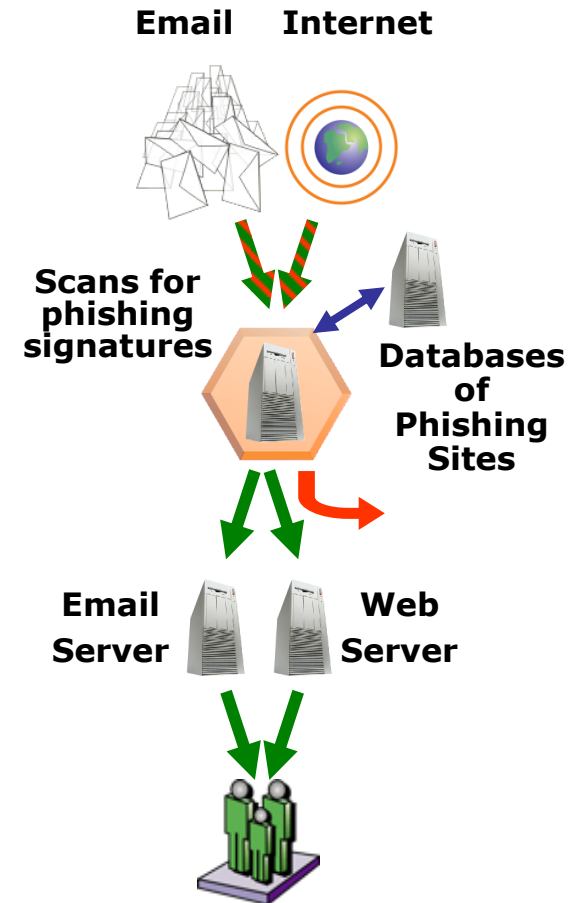 Email Internet
Scans for
phishing
signatures
Databases
of
Phishing
Sites
Email
Server
Web
Server